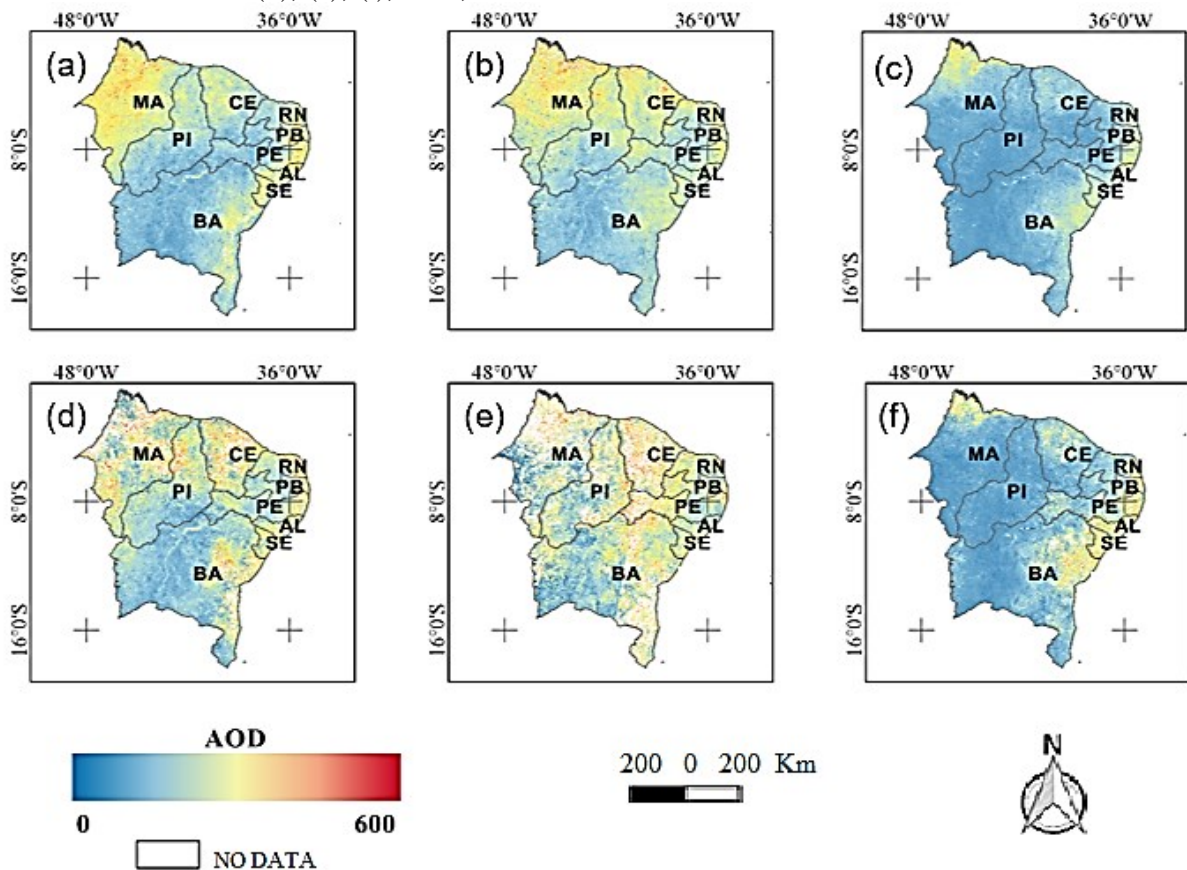 48°0'W 36°0'W 48°0'W 36°0'W 48°0'W 36°0'W
(a) (b) (c)
8°0'S 16°0'S
MA CE RN PB PI PE AL SE BA
MA CE RN PB PI PE AL SE BA
MA CE RN PB PI PE AL SE BA
8°0'S 16°0'S
8°0'S 16°0'S
48°0'W 36°0'W 48°0'W 36°0'W 48°0'W 36°0'W
(d) (e) (f)
8°0'S 16°0'S
MA CE RN PB PI PE AL SE BA
MA CE RN PB PI PE AL SE BA
MA CE RN PB PI PE AL SE BA
8°0'S 16°0'S
8°0'S 16°0'S
AOD
0 600
NO DATA
200 0 200 Km
N